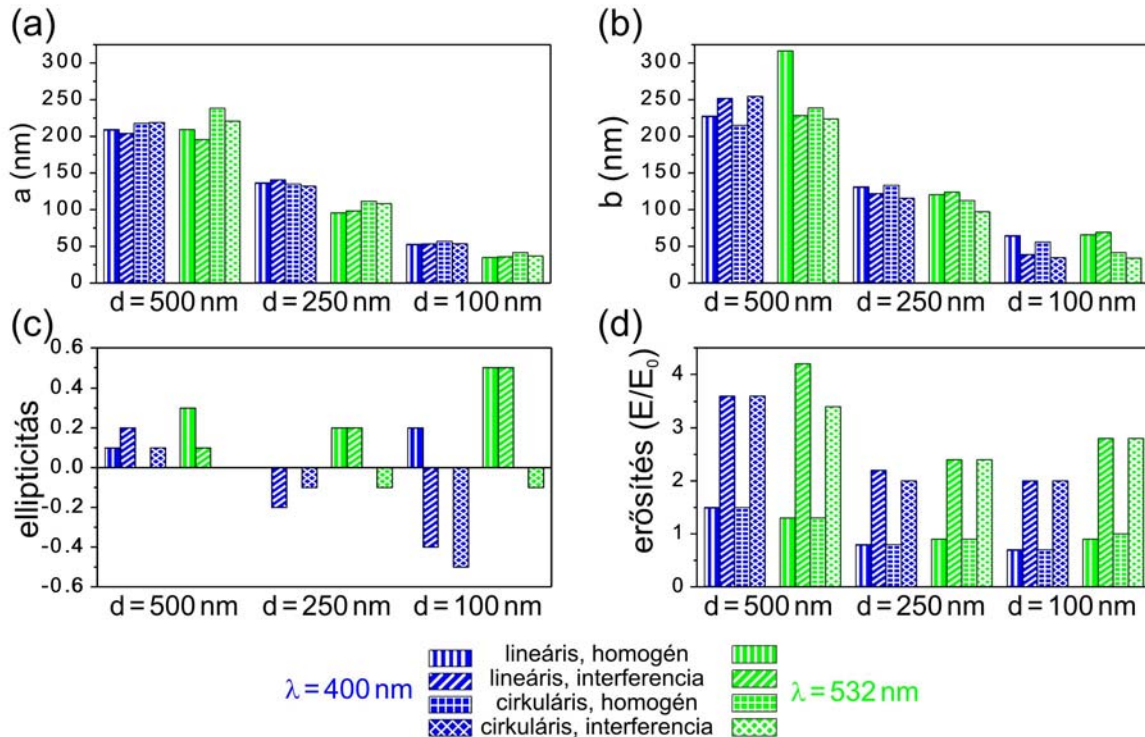 (a)
a (nm)
300
250
200
150
100
50
0
d = 500 nm d = 250 nm d = 100 nm
(b)
b (nm)
300
250
200
150
100
50
0
d = 500 nm d = 250 nm d = 100 nm
(c)
ellipticitás
0.6
0.4
0.2
0.0
-0.2
-0.4
-0.6
d = 500 nm d = 250 nm d = 100 nm
(d)
erősítés (E/E₀)
4
3
2
1
0
d = 500 nm d = 250 nm d = 100 nm
λ = 400 nm
lineáris, homogén
lineáris, interferencia
cirkuláris, homogén
cirkuláris, interferencia
λ = 532 nm